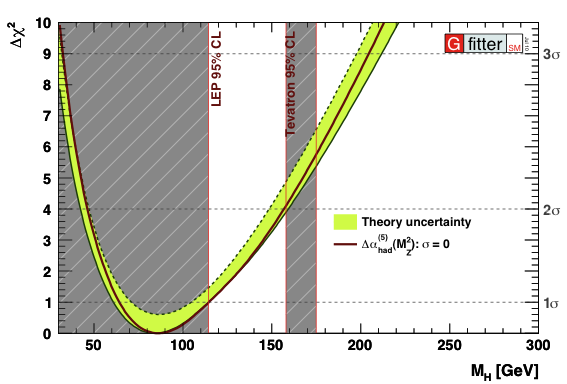 Δχ²
10
9
8
7
6
5
4
3
2
1
0
LEP 95% CL
Tevatron 95% CL
G fitter SM
3σ
2σ
1σ
Theory uncertainty
Δα_had^(5)(M_Z^2): σ = 0
50 100 150 200 250 300
M_H [GeV]